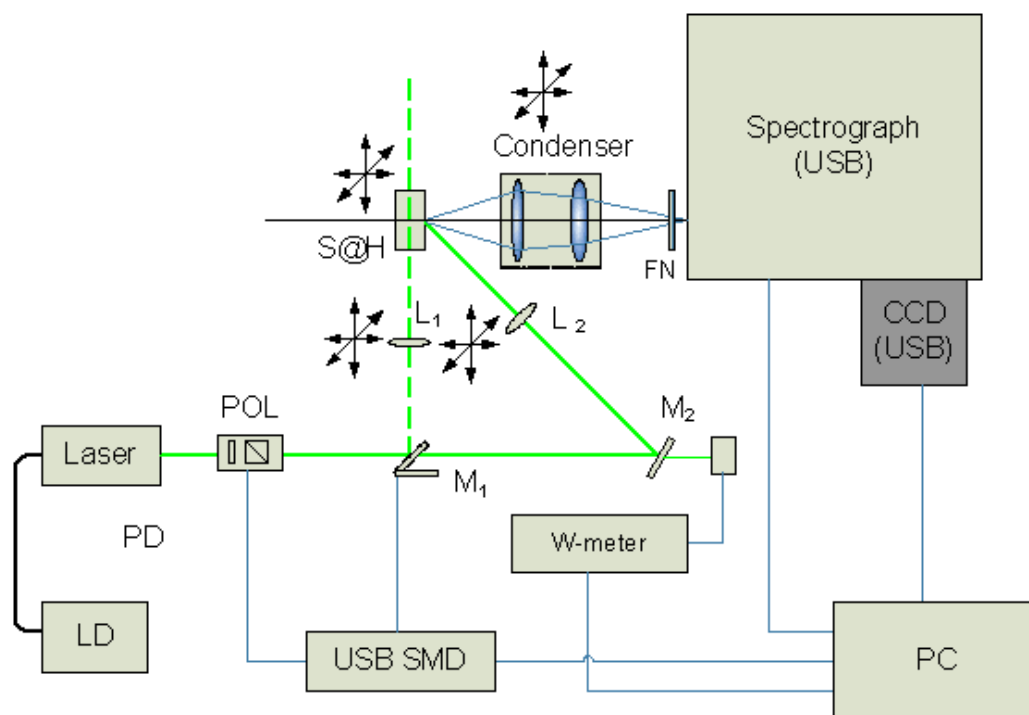 Spectrograph
(USB)
Condenser
S@H
FN
CCD
(USB)
L1
L2
POL
M2
Laser
M1
PD
W-meter
LD
USB SMD
PC